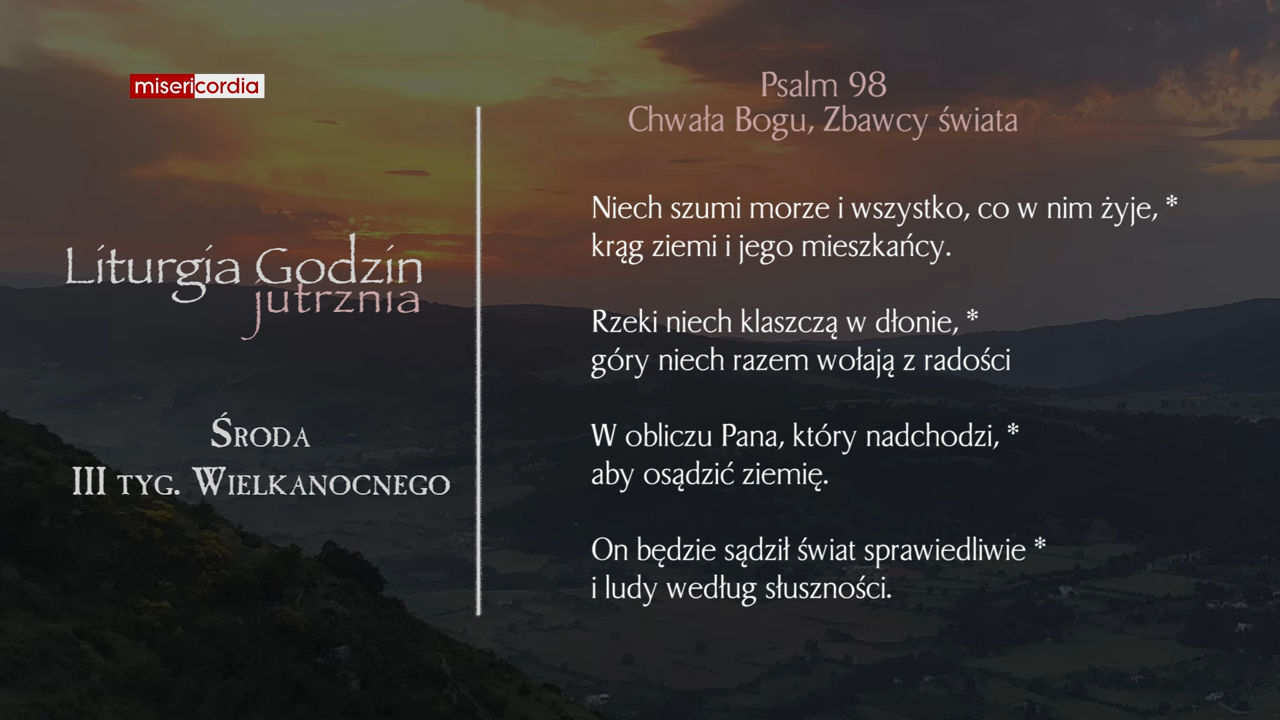 misericordia
Liturgia Godzin
jutrznia
Środa
III tyg. Wielkanocnego
Psalm 98
Chwała Bogu, Zbawcy świata
Niech szumi morze i wszystko, co w nim żyje, *
krąg ziemi i jego mieszkańcy.
Rzeki niech klaszczą w dłonie, *
góry niech razem wołają z radości
W obliczu Pana, który nadchodzi, *
aby osądzić ziemię.
On będzie sądził świat sprawiedliwie *
i ludy według słuszności.